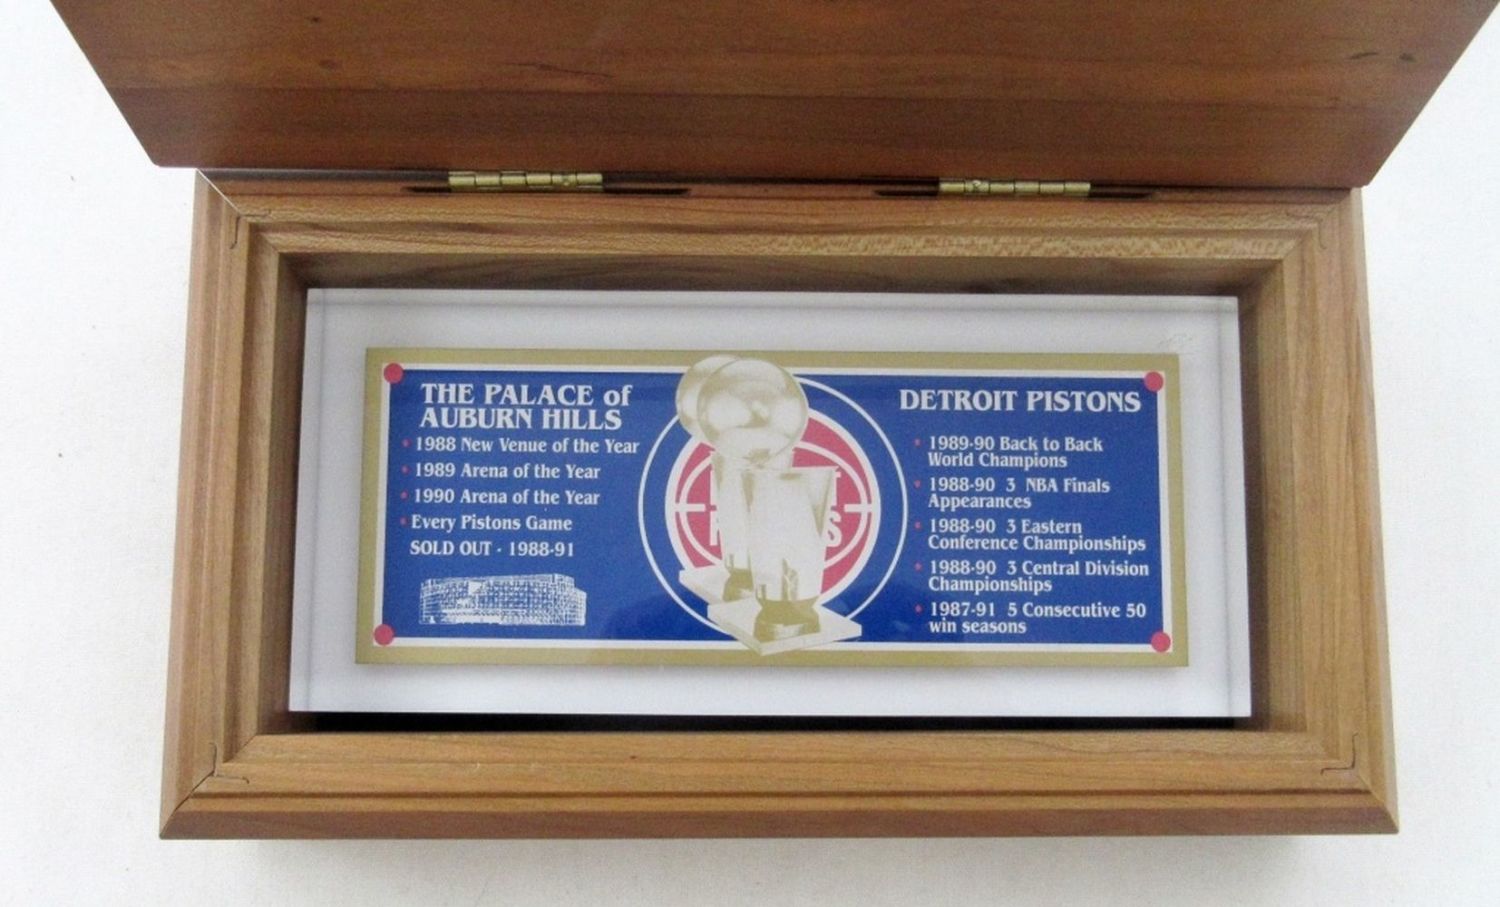 THE PALACE of
AUBURN HILLS
• 1988 New Venue of the Year
• 1989 Arena of the Year
• 1990 Arena of the Year
• Every Pistons Game
SOLD OUT - 1988-91
DETROIT PISTONS
• 1989-90 Back to Back
World Champions
• 1988-90 3 NBA Finals
Appearances
• 1988-90 3 Eastern
Conference Championships
• 1988-90 3 Central Division
Championships
• 1987-91 5 Consecutive 50
win seasons